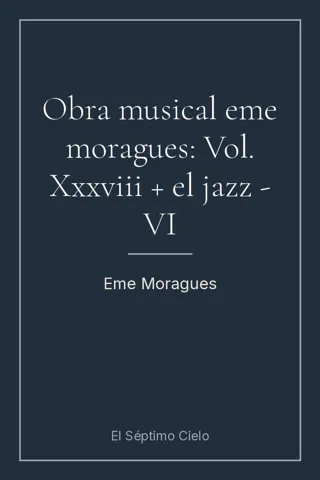 Obra musical eme
moragues: Vol.
Xxxviii + el jazz -
VI
Eme Moragues
El Séptimo Cielo